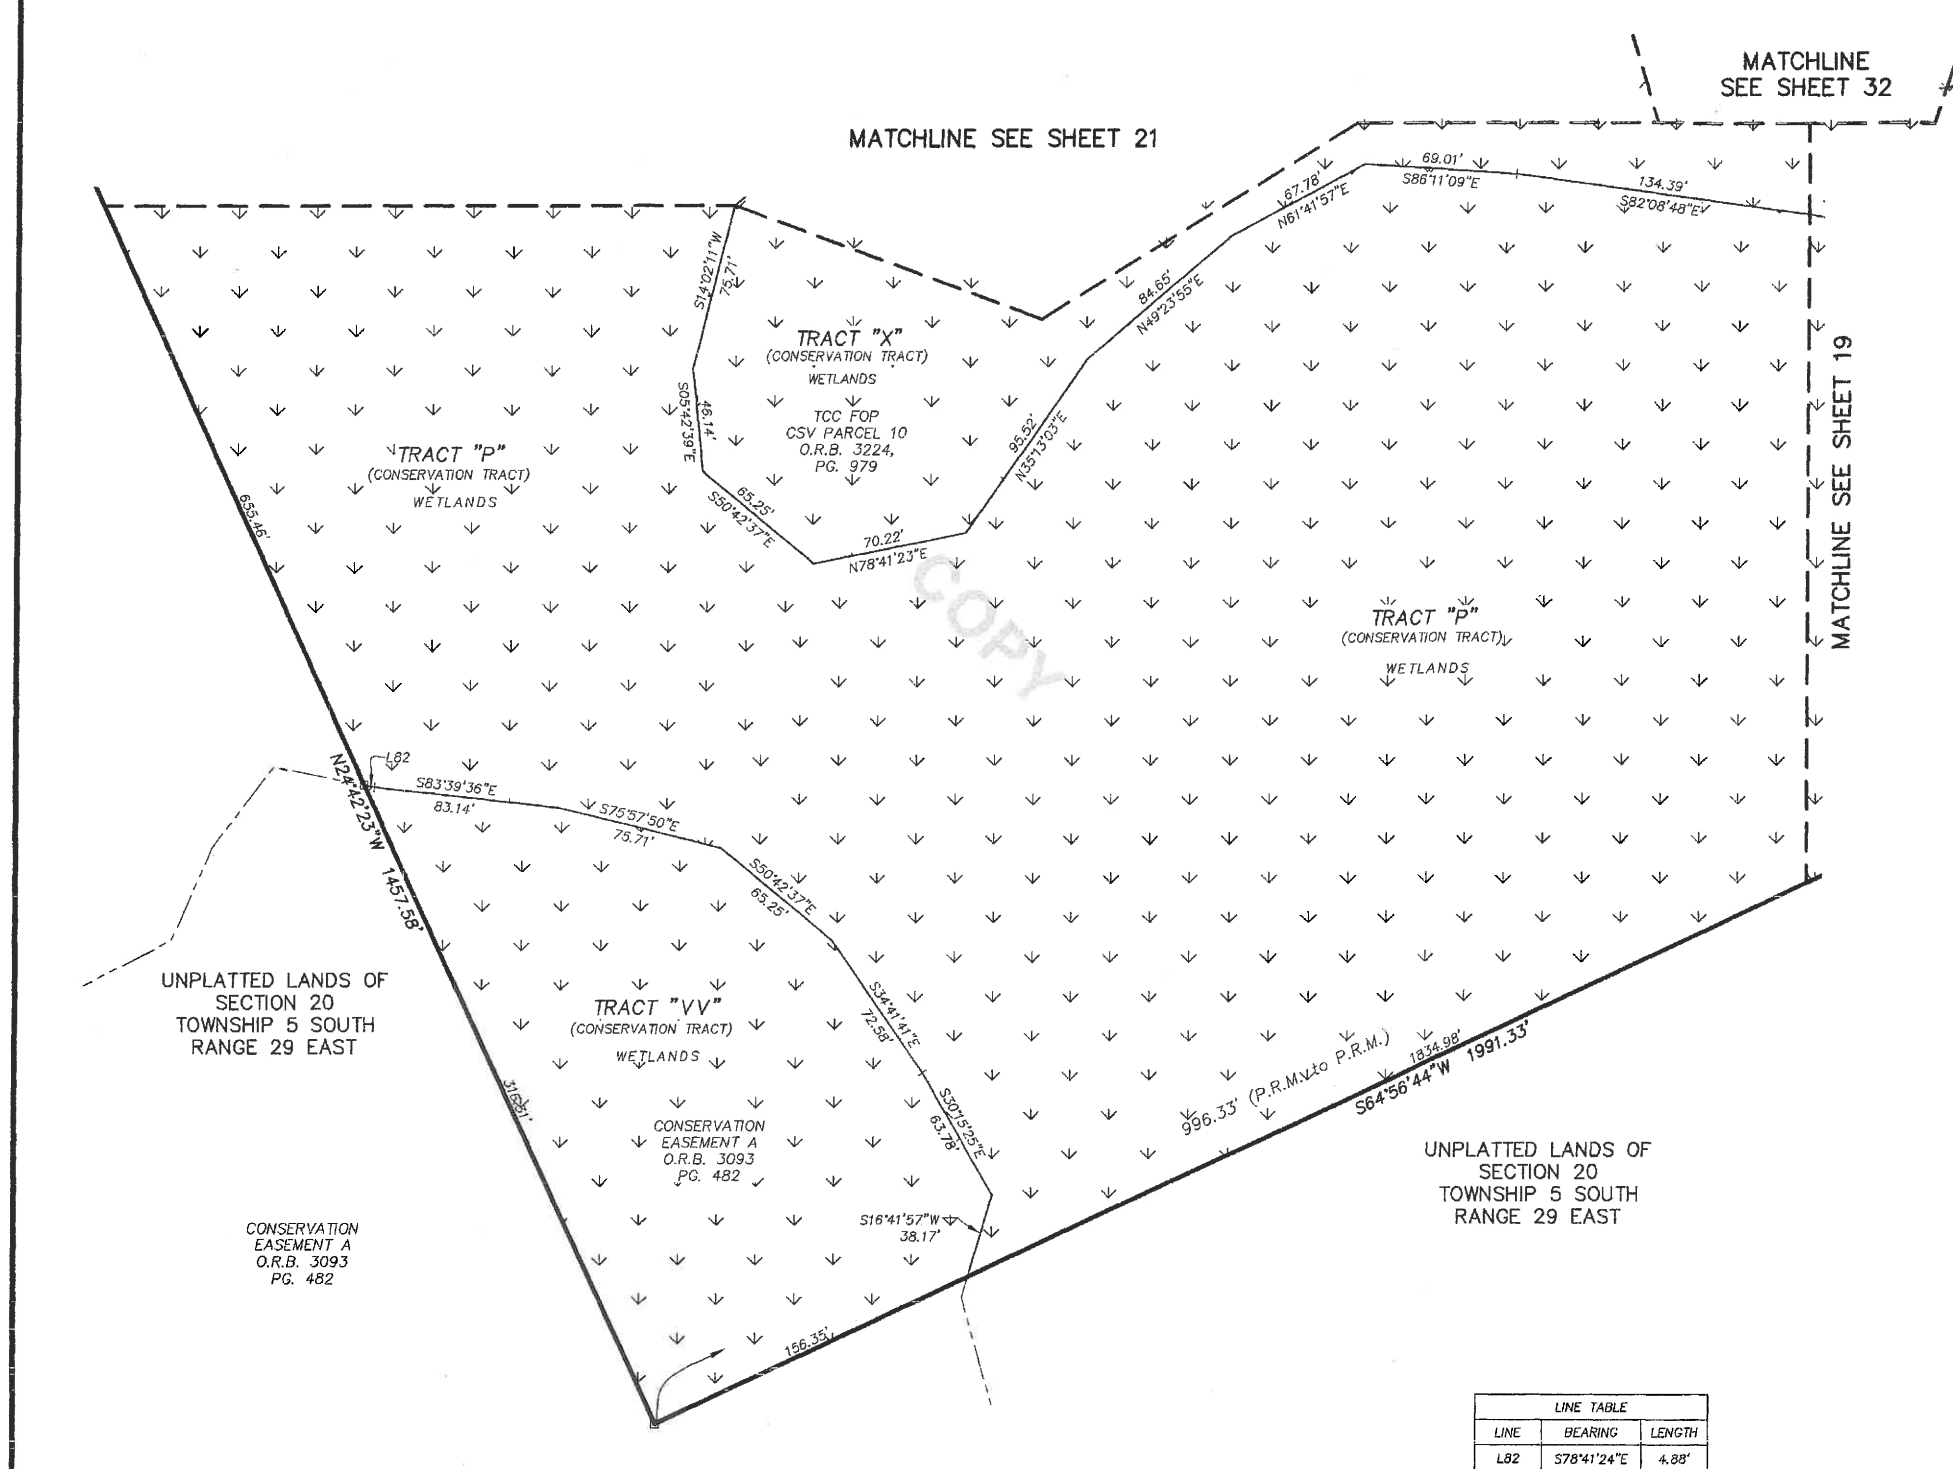 MATCHLINE
SEE SHEET 32
MATCHLINE SEE SHEET 21
69.01'
S86°11'09"E
134.39'
S82°08'48"E
67.78'
N61°41'57"E
S14°02'11"W
75.71'
84.65'
N49°23'55"E
TRACT "X"
(CONSERVATION TRACT)
WETLANDS
TCC FOP
CSV PARCEL 10
O.R.B. 3224,
PG. 979
S05°42'39"E
46.14'
95.52'
N35°13'03"E
MATCHLINE SEE SHEET 19
TRACT "P"
(CONSERVATION TRACT)
WETLANDS
655.46'
65.25'
S50°42'37"E
70.22'
N78°41'23"E
COPY
TRACT "P"
(CONSERVATION TRACT)
WETLANDS
L82
N24°42'23"W 1457.58'
S83°39'36"E
83.14'
S75°57'50"E
75.71'
S50°42'37"E
65.25'
UNPLATTED LANDS OF
SECTION 20
TOWNSHIP 5 SOUTH
RANGE 29 EAST
TRACT "VV"
(CONSERVATION TRACT)
WETLANDS
S34°41'41"E
72.58'
316.81'
CONSERVATION
EASEMENT A
O.R.B. 3093
PG. 482
S30°15'25"E
63.78'
996.33' (P.R.M. to P.R.M.)
1834.98'
S64°56'44"W 1991.33'
UNPLATTED LANDS OF
SECTION 20
TOWNSHIP 5 SOUTH
RANGE 29 EAST
S16°41'57"W
38.17'
CONSERVATION
EASEMENT A
O.R.B. 3093
PG. 482
156.35'
LINE TABLE
LINE BEARING LENGTH
L82 S78°41'24"E 4.88'